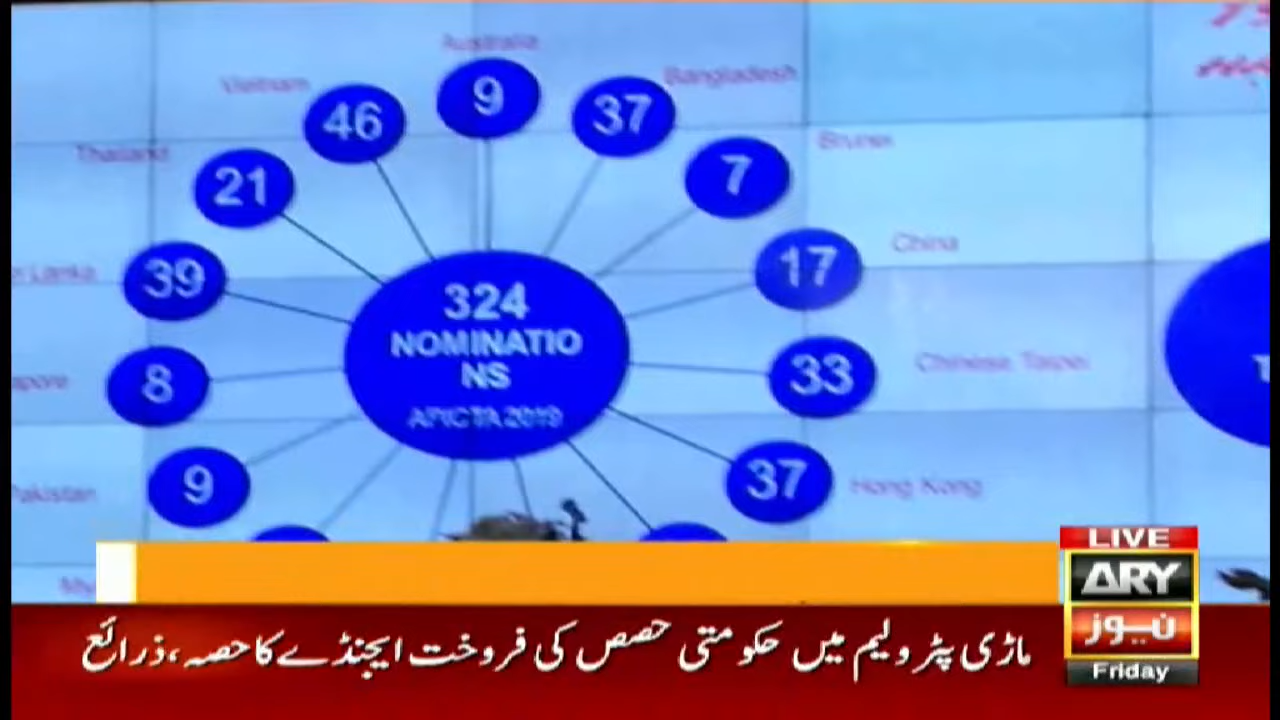 Australia
Vietnam
Bangladesh
46
9
37
Thailand
Brunei
21
7
Lanka
39
China
17
324
NOMINATIO
NS
APICTA 2019
8
33
Chinese Taipei
Pakistan
9
37
Hong Kong
LIVE
ARY
نیوز
Friday
ماڑی پٹرولیم میں حکومتی حصص کی فروخت ایجنڈے کا حصہ، ذرائع